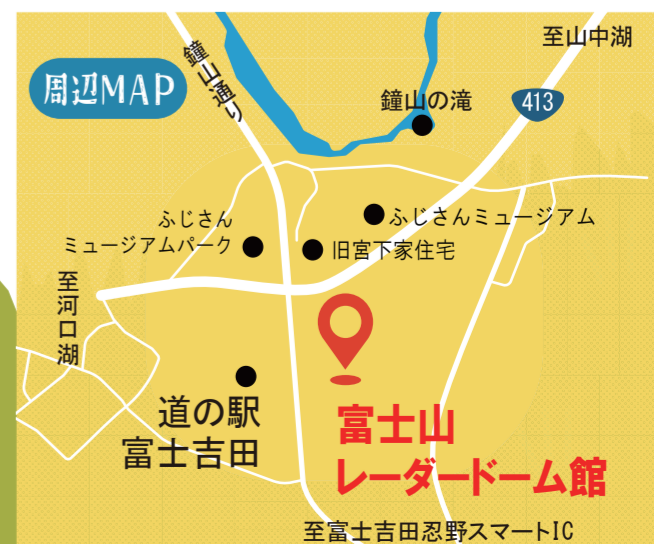 周辺MAP
鐘山通り
至山中湖
鐘山の滝
413
ふじさん
ミュージアムパーク
ふじさんミュージアム
旧宮下家住宅
至河口湖
道の駅
富士吉田
富士山
レーダードーム館
至富士吉田忍野スマートIC